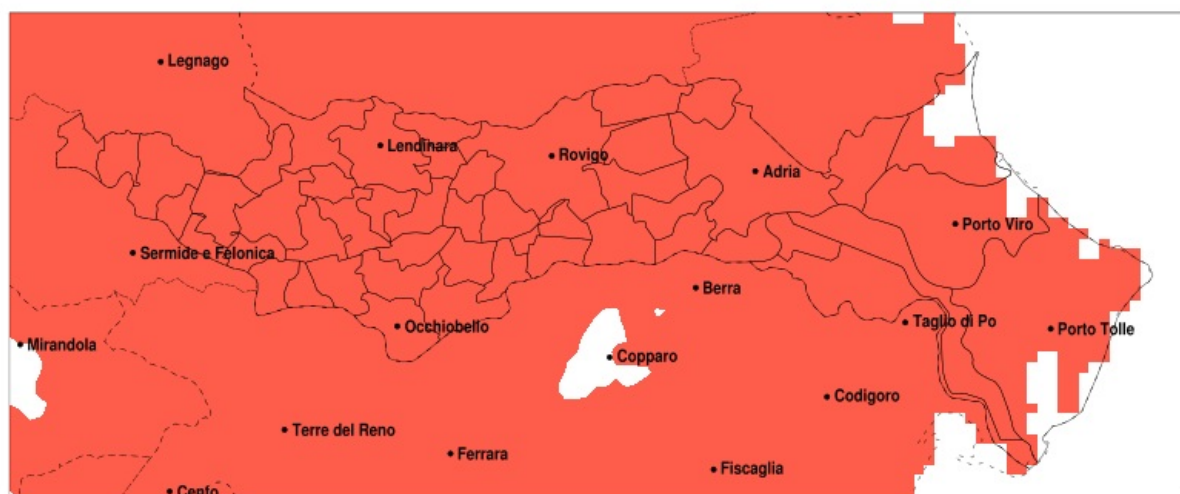 Legnago
Lendinara
Rovigo
Adria
Porto Viro
Sermide e Felonica
Berra
Taglio di Po
Occhiobello
Porto Tolle
Mirandola
Copparo
Codigoro
Terre del Reno
Ferrara
Fiscaglia
Cento